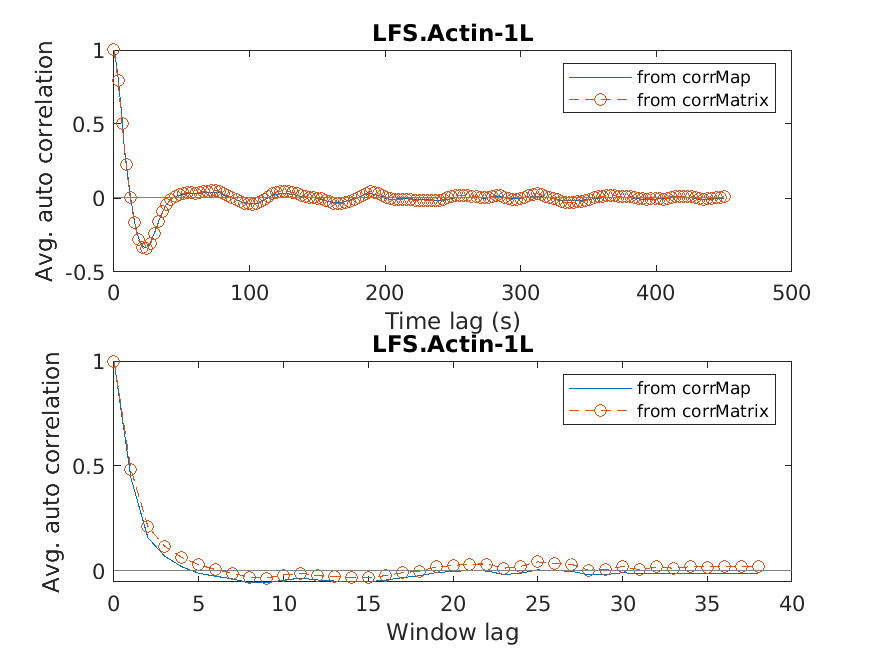 LFS.Actin-1L
Avg. auto correlation
1
0.5
0
-0.5
from corrMap
from corrMatrix
0 100 200 300 400 500
Time lag (s)
LFS.Actin-1L
Avg. auto correlation
1
0.5
0
from corrMap
from corrMatrix
0 5 10 15 20 25 30 35 40
Window lag